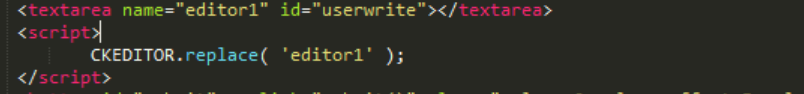 <textarea name="editor1" id="userwrite"></textarea>
<script>
CKEDITOR.replace( 'editor1' );
</script>